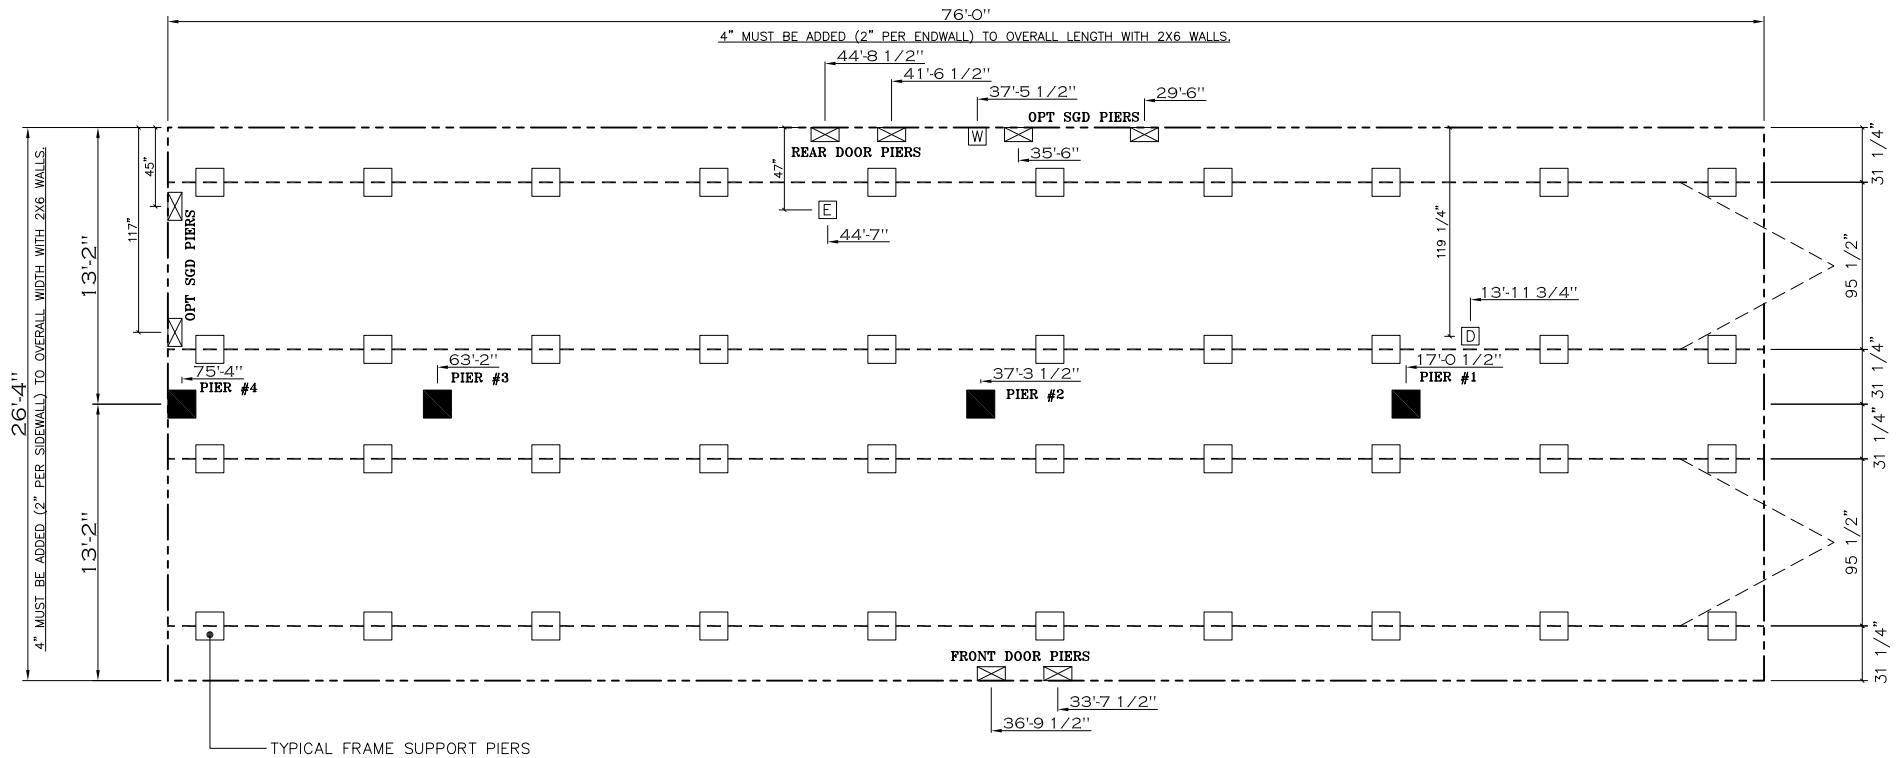 76'-0"
4" MUST BE ADDED (2" PER ENDWALL) TO OVERALL LENGTH WITH 2X6 WALLS.
44'-8 1/2"
41'-6 1/2"
37'-5 1/2"
29'-6"
OPT SGD PIERS
W
REAR DOOR PIERS
35'-6"
45"
47"
117"
119 1/4"
31 1/4"
E
44'-7"
OPT SGD PIERS
13'-2"
95 1/2"
13'-11 3/4"
D
26'-4"
4" MUST BE ADDED (2" PER SIDEWALL) TO OVERALL WIDTH WITH 2X6 WALLS.
75'-4"
PIER #4
63'-2"
PIER #3
37'-3 1/2"
PIER #2
17'-0 1/2"
PIER #1
31 1/4"
31 1/4"
13'-2"
95 1/2"
31 1/4"
FRONT DOOR PIERS
33'-7 1/2"
36'-9 1/2"
TYPICAL FRAME SUPPORT PIERS